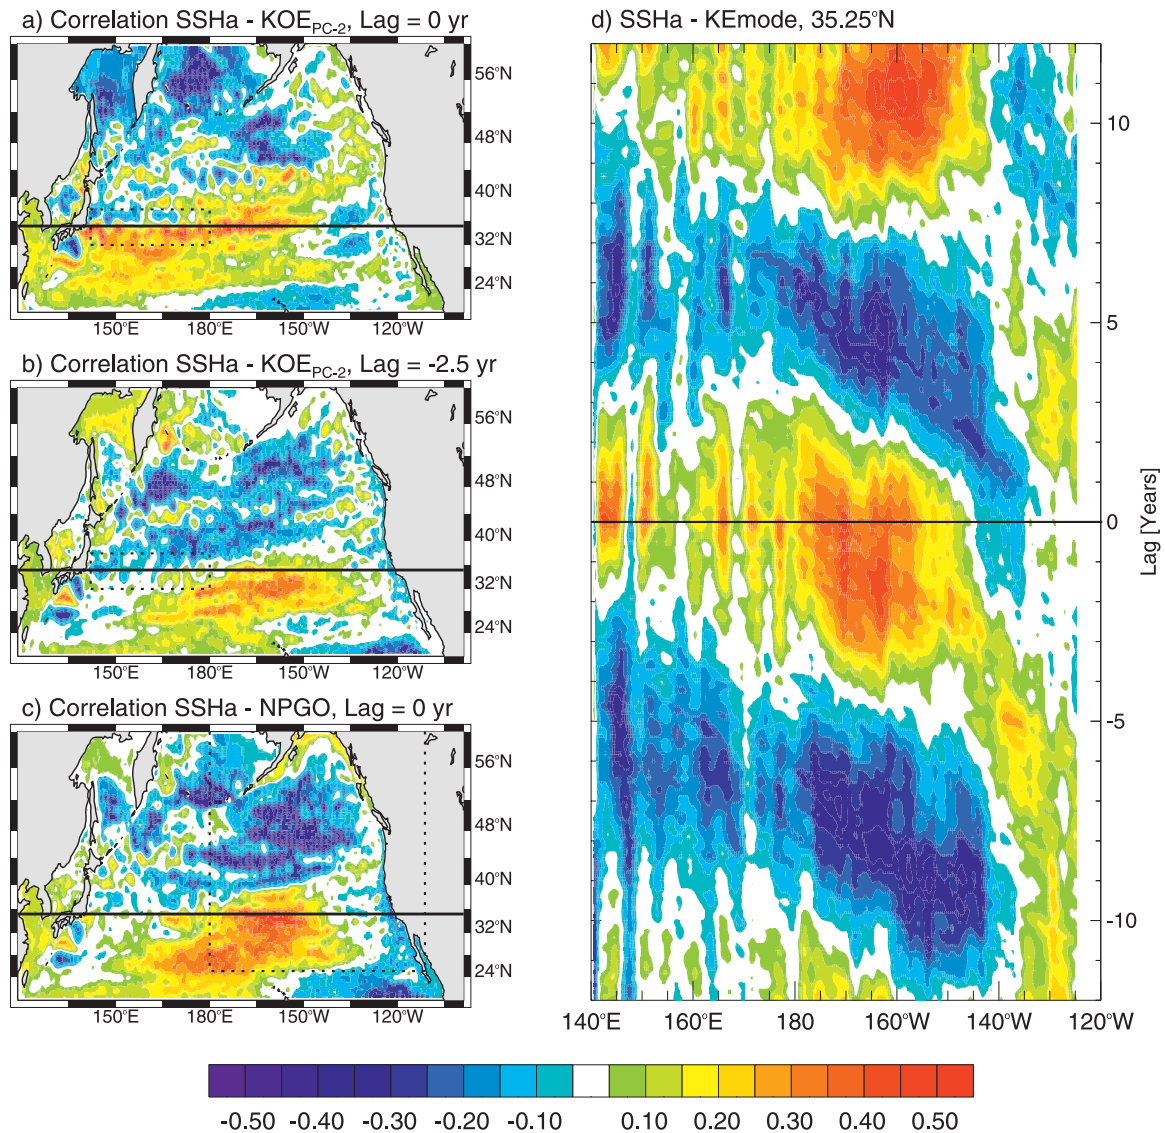 a) Correlation SSHa - KOEPC-2, Lag = 0 yr
56°N
48°N
40°N
32°N
24°N
150°E 180°E 150°W 120°W
b) Correlation SSHa - KOEPC-2, Lag = -2.5 yr
56°N
48°N
40°N
32°N
24°N
150°E 180°E 150°W 120°W
c) Correlation SSHa - NPGO, Lag = 0 yr
56°N
48°N
40°N
32°N
24°N
150°E 180°E 150°W 120°W
d) SSHa - KEmode, 35.25°N
10
5
0
-5
-10
Lag [Years]
140°E 160°E 180 160°W 140°W 120°W
-0.50 -0.40 -0.30 -0.20 -0.10 0.10 0.20 0.30 0.40 0.50